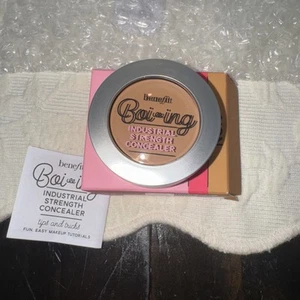 benefit
Boi-ing
INDUSTRIAL
STRENGTH
CONCEALER
benefit
Boi-ing
INDUSTRIAL
STRENGTH
CONCEALER
tips and tricks
FUN, EASY MAKEUP TUTORIALS